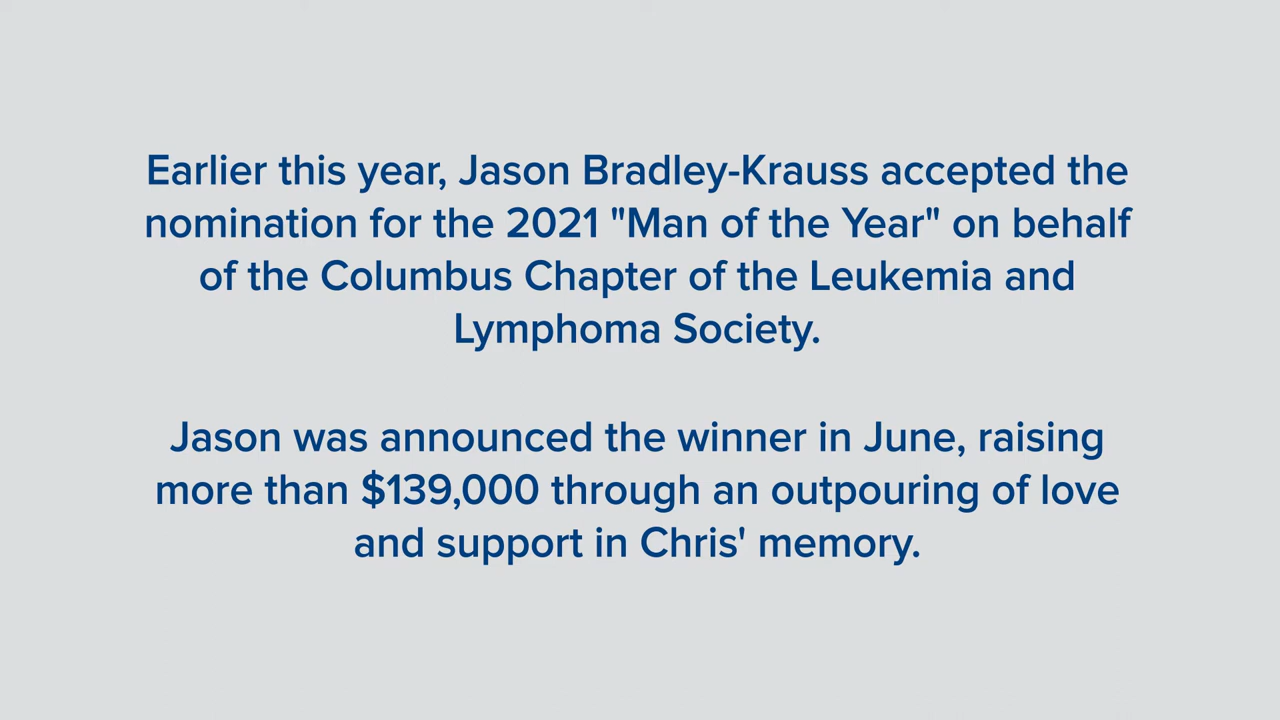 Earlier this year, Jason Bradley-Krauss accepted the
nomination for the 2021 "Man of the Year" on behalf
of the Columbus Chapter of the Leukemia and
Lymphoma Society.
Jason was announced the winner in June, raising
more than $139,000 through an outpouring of love
and support in Chris' memory.